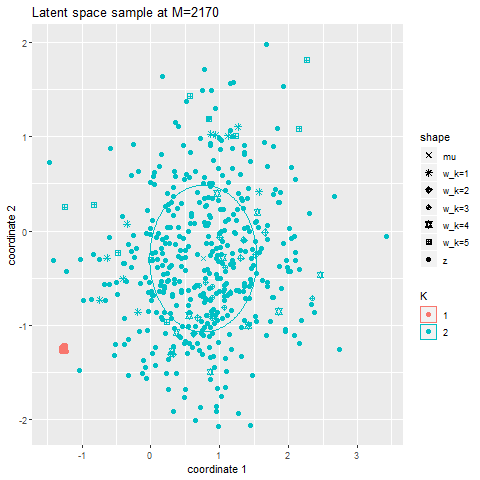 Latent space sample at M=2170
2
1
0
-1
-2
-1
0
1
2
3
coordinate 1
coordinate 2
shape
mu
w_k=1
w_k=2
w_k=3
w_k=4
w_k=5
z
K
1
2